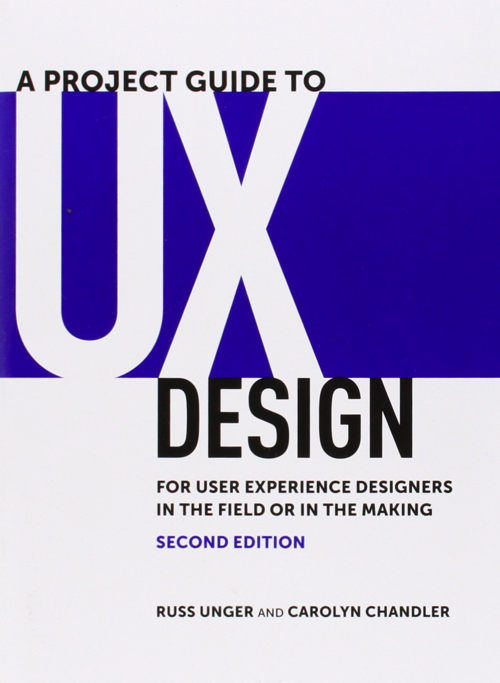 A PROJECT GUIDE TO
UX
DESIGN
FOR USER EXPERIENCE DESIGNERS
IN THE FIELD OR IN THE MAKING
SECOND EDITION
RUSS UNGER AND CAROLYN CHANDLER